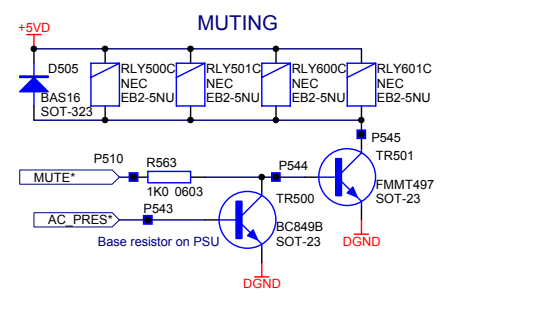 MUTING
+5VD
D505
BAS16
SOT-323
RLY500C
NEC
EB2-5NU
RLY501C
NEC
EB2-5NU
RLY600C
NEC
EB2-5NU
RLY601C
NEC
EB2-5NU
P545
TR501
FMMT497
SOT-23
DGND
P510
R563
1K0 0603
P544
MUTE*
P543
TR500
AC_PRES*
BC849B
SOT-23
Base resistor on PSU
DGND